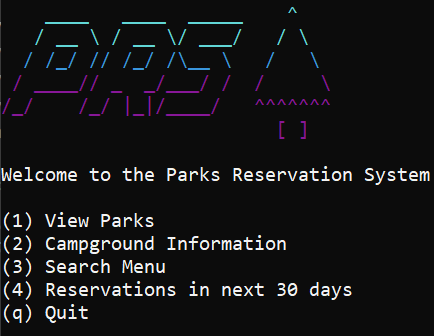 PRS
Welcome to the Parks Reservation System
(1) View Parks
(2) Campground Information
(3) Search Menu
(4) Reservations in next 30 days
(q) Quit